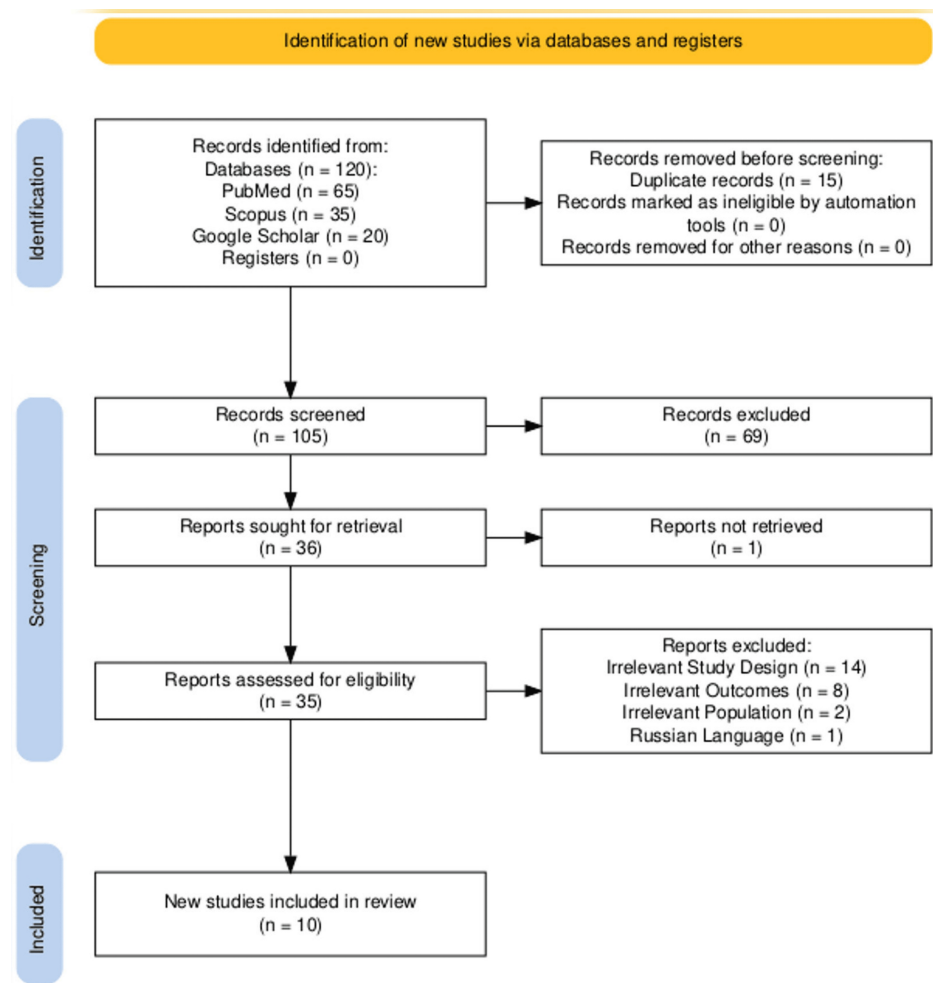 Identification of new studies via databases and registers
Identification
Records identified from:
Databases (n = 120):
PubMed (n = 65)
Scopus (n = 35)
Google Scholar (n = 20)
Registers (n = 0)
Records removed before screening:
Duplicate records (n = 15)
Records marked as ineligible by automation
tools (n = 0)
Records removed for other reasons (n = 0)
Screening
Records screened
(n = 105)
Records excluded
(n = 69)
Reports sought for retrieval
(n = 36)
Reports not retrieved
(n = 1)
Reports assessed for eligibility
(n = 35)
Reports excluded:
Irrelevant Study Design (n = 14)
Irrelevant Outcomes (n = 8)
Irrelevant Population (n = 2)
Russian Language (n = 1)
Included
New studies included in review
(n = 10)